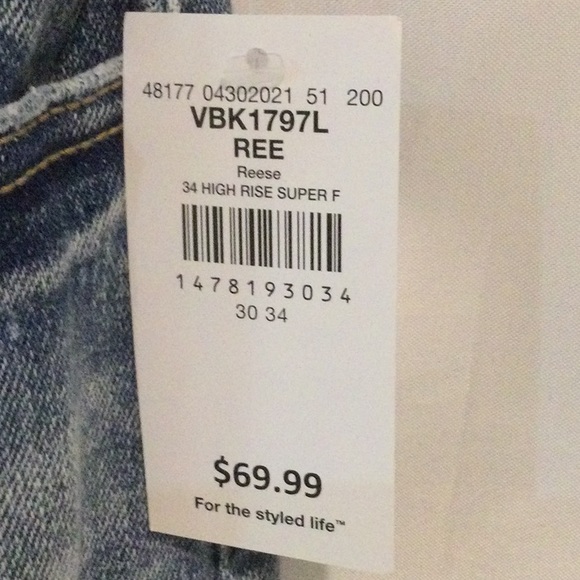 48177 04302021 51 200
VBK1797L
REE
Reese
34 HIGH RISE SUPER F
1478193034
30 34
$69.99
For the styled life™